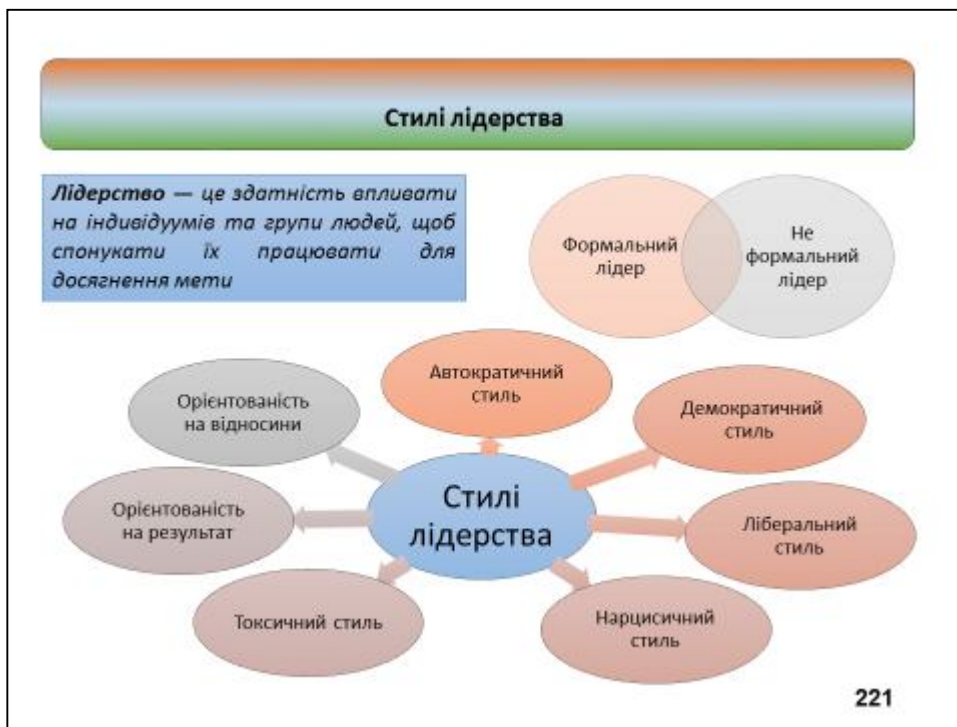 Стилі лідерства
Лідерство — це здатність впливати
на індивідуумів та групи людей, щоб
спонукати їх працювати для
досягнення мети
Формальний
лідер
Не
формальний
лідер
Автократичний
стиль
Орієнтованість
на відносини
Демократичний
стиль
Стилі
лідерства
Орієнтованість
на результат
Ліберальний
стиль
Токсичний стиль
Нарцисичний
стиль
221